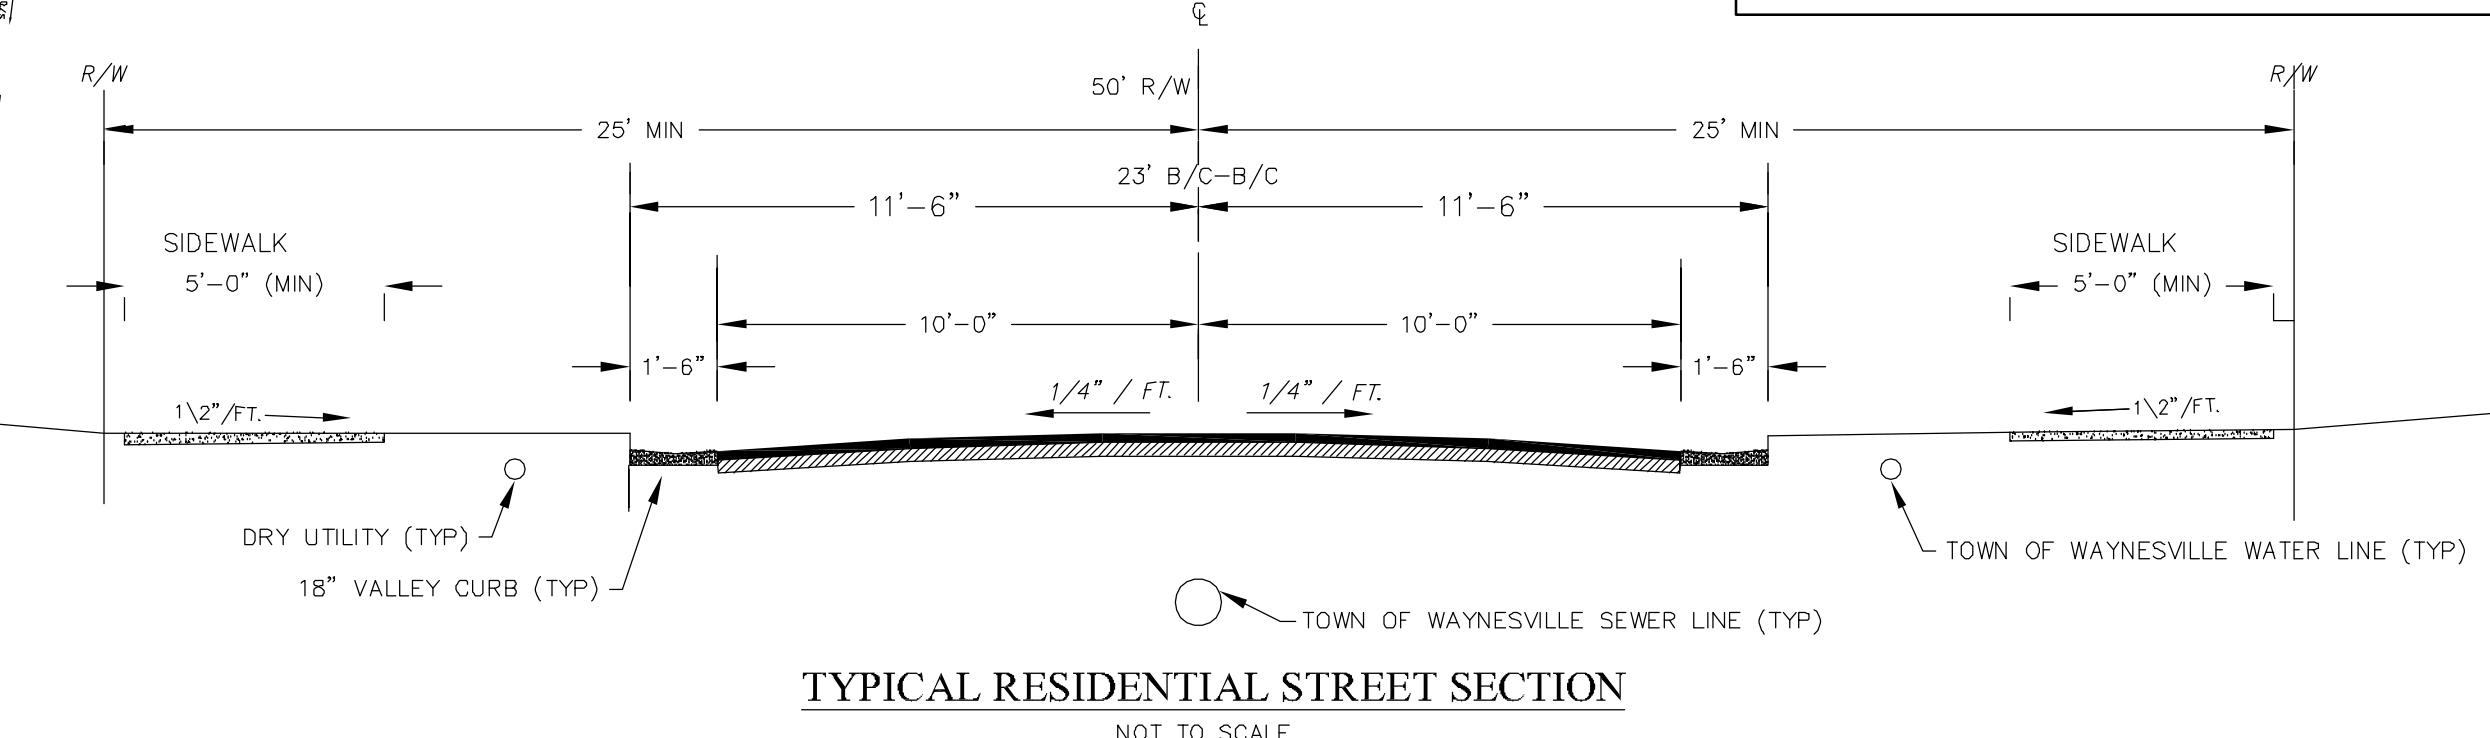 ℄
R/W
50' R/W
R/W
25' MIN
25' MIN
23' B/C-B/C
11'-6"
11'-6"
SIDEWALK
SIDEWALK
5'-0" (MIN)
5'-0" (MIN)
10'-0"
10'-0"
1'-6"
1'-6"
1/4" / FT.
1/4" / FT.
1\2"/FT.
1\2"/FT.
DRY UTILITY (TYP)
TOWN OF WAYNESVILLE WATER LINE (TYP)
18" VALLEY CURB (TYP)
TOWN OF WAYNESVILLE SEWER LINE (TYP)
TYPICAL RESIDENTIAL STREET SECTION
NOT TO SCALE